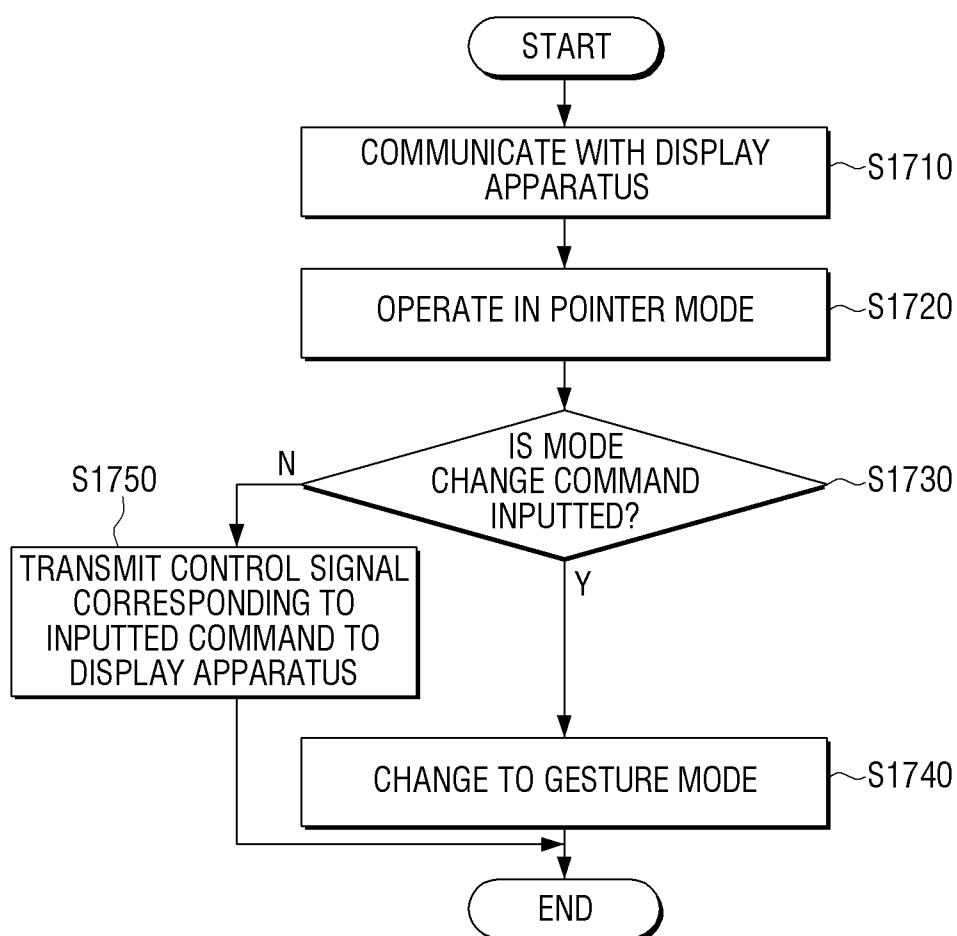 START
COMMUNICATE WITH DISPLAY
APPARATUS
S1710
OPERATE IN POINTER MODE
S1720
IS MODE
CHANGE COMMAND
INPUTTED?
S1730
N
Y
S1750
TRANSMIT CONTROL SIGNAL
CORRESPONDING TO
INPUTTED COMMAND TO
DISPLAY APPARATUS
CHANGE TO GESTURE MODE
S1740
END